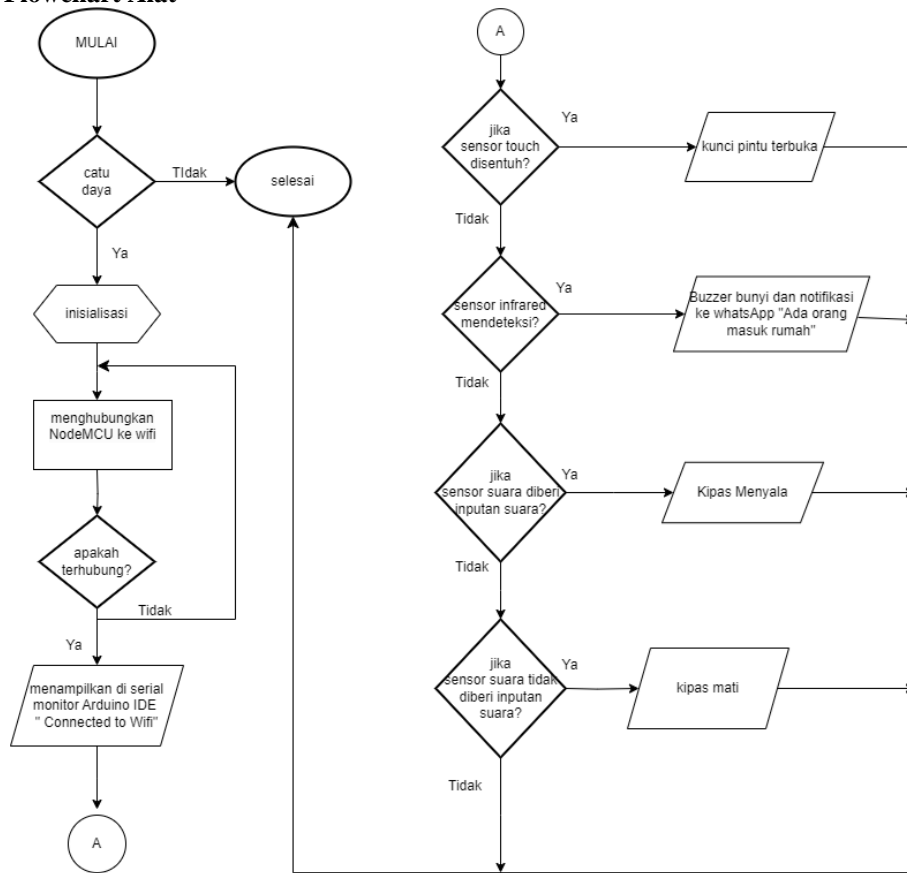 Flowchart Alat
MULAI
catu
daya
TIdak
selesai
Ya
inisialisasi
menghubungkan
NodeMCU ke wifi
apakah
terhubung?
Tidak
Ya
menampilkan di serial
monitor Arduino IDE
" Connected to Wifi"
A
A
jika
sensor touch
disentuh?
Ya
kunci pintu terbuka
Tidak
sensor infrared
mendeteksi?
Ya
Buzzer bunyi dan notifikasi
ke whatsApp "Ada orang
masuk rumah"
Tidak
jika
sensor suara diberi
inputan suara?
Ya
Kipas Menyala
Tidak
jika
sensor suara tidak
diberi inputan
suara?
Ya
kipas mati
Tidak